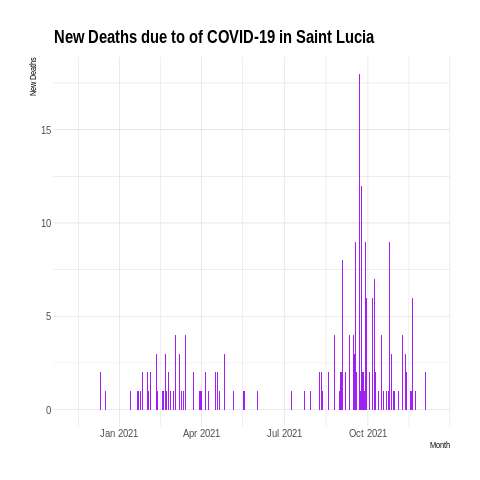 New Deaths due to of COVID-19 in Saint Lucia
New Deaths
15
10
5
0
Jan 2021 Apr 2021 Jul 2021 Oct 2021
Month